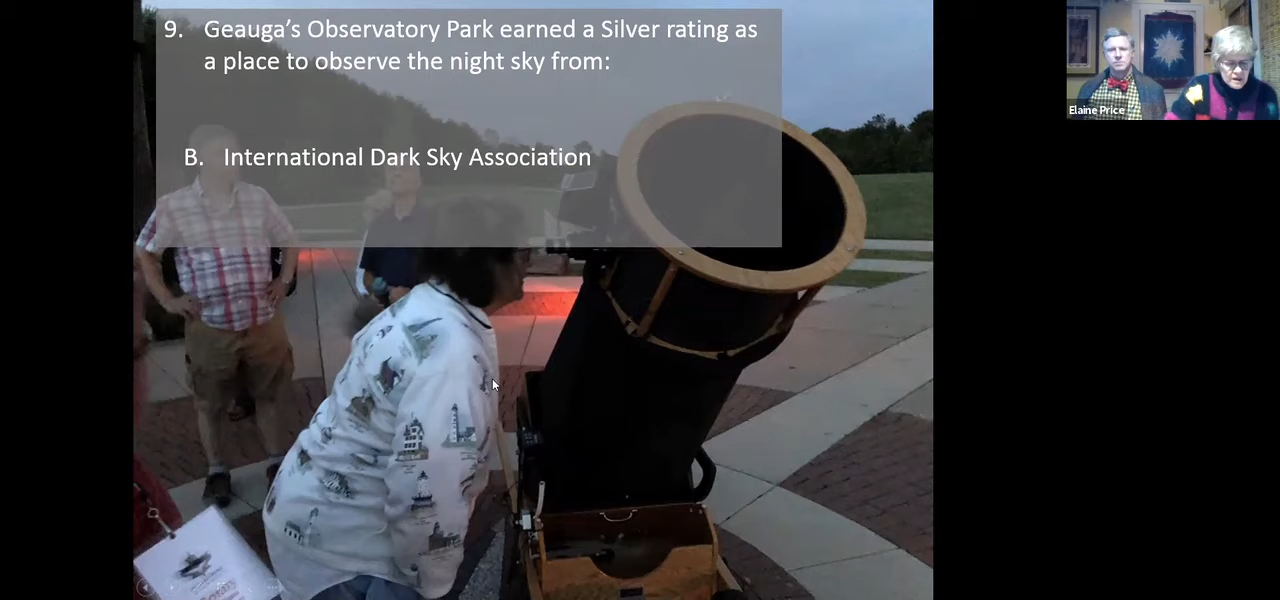 9. Geauga's Observatory Park earned a Silver rating as
a place to observe the night sky from:
B. International Dark Sky Association
Elaine Price